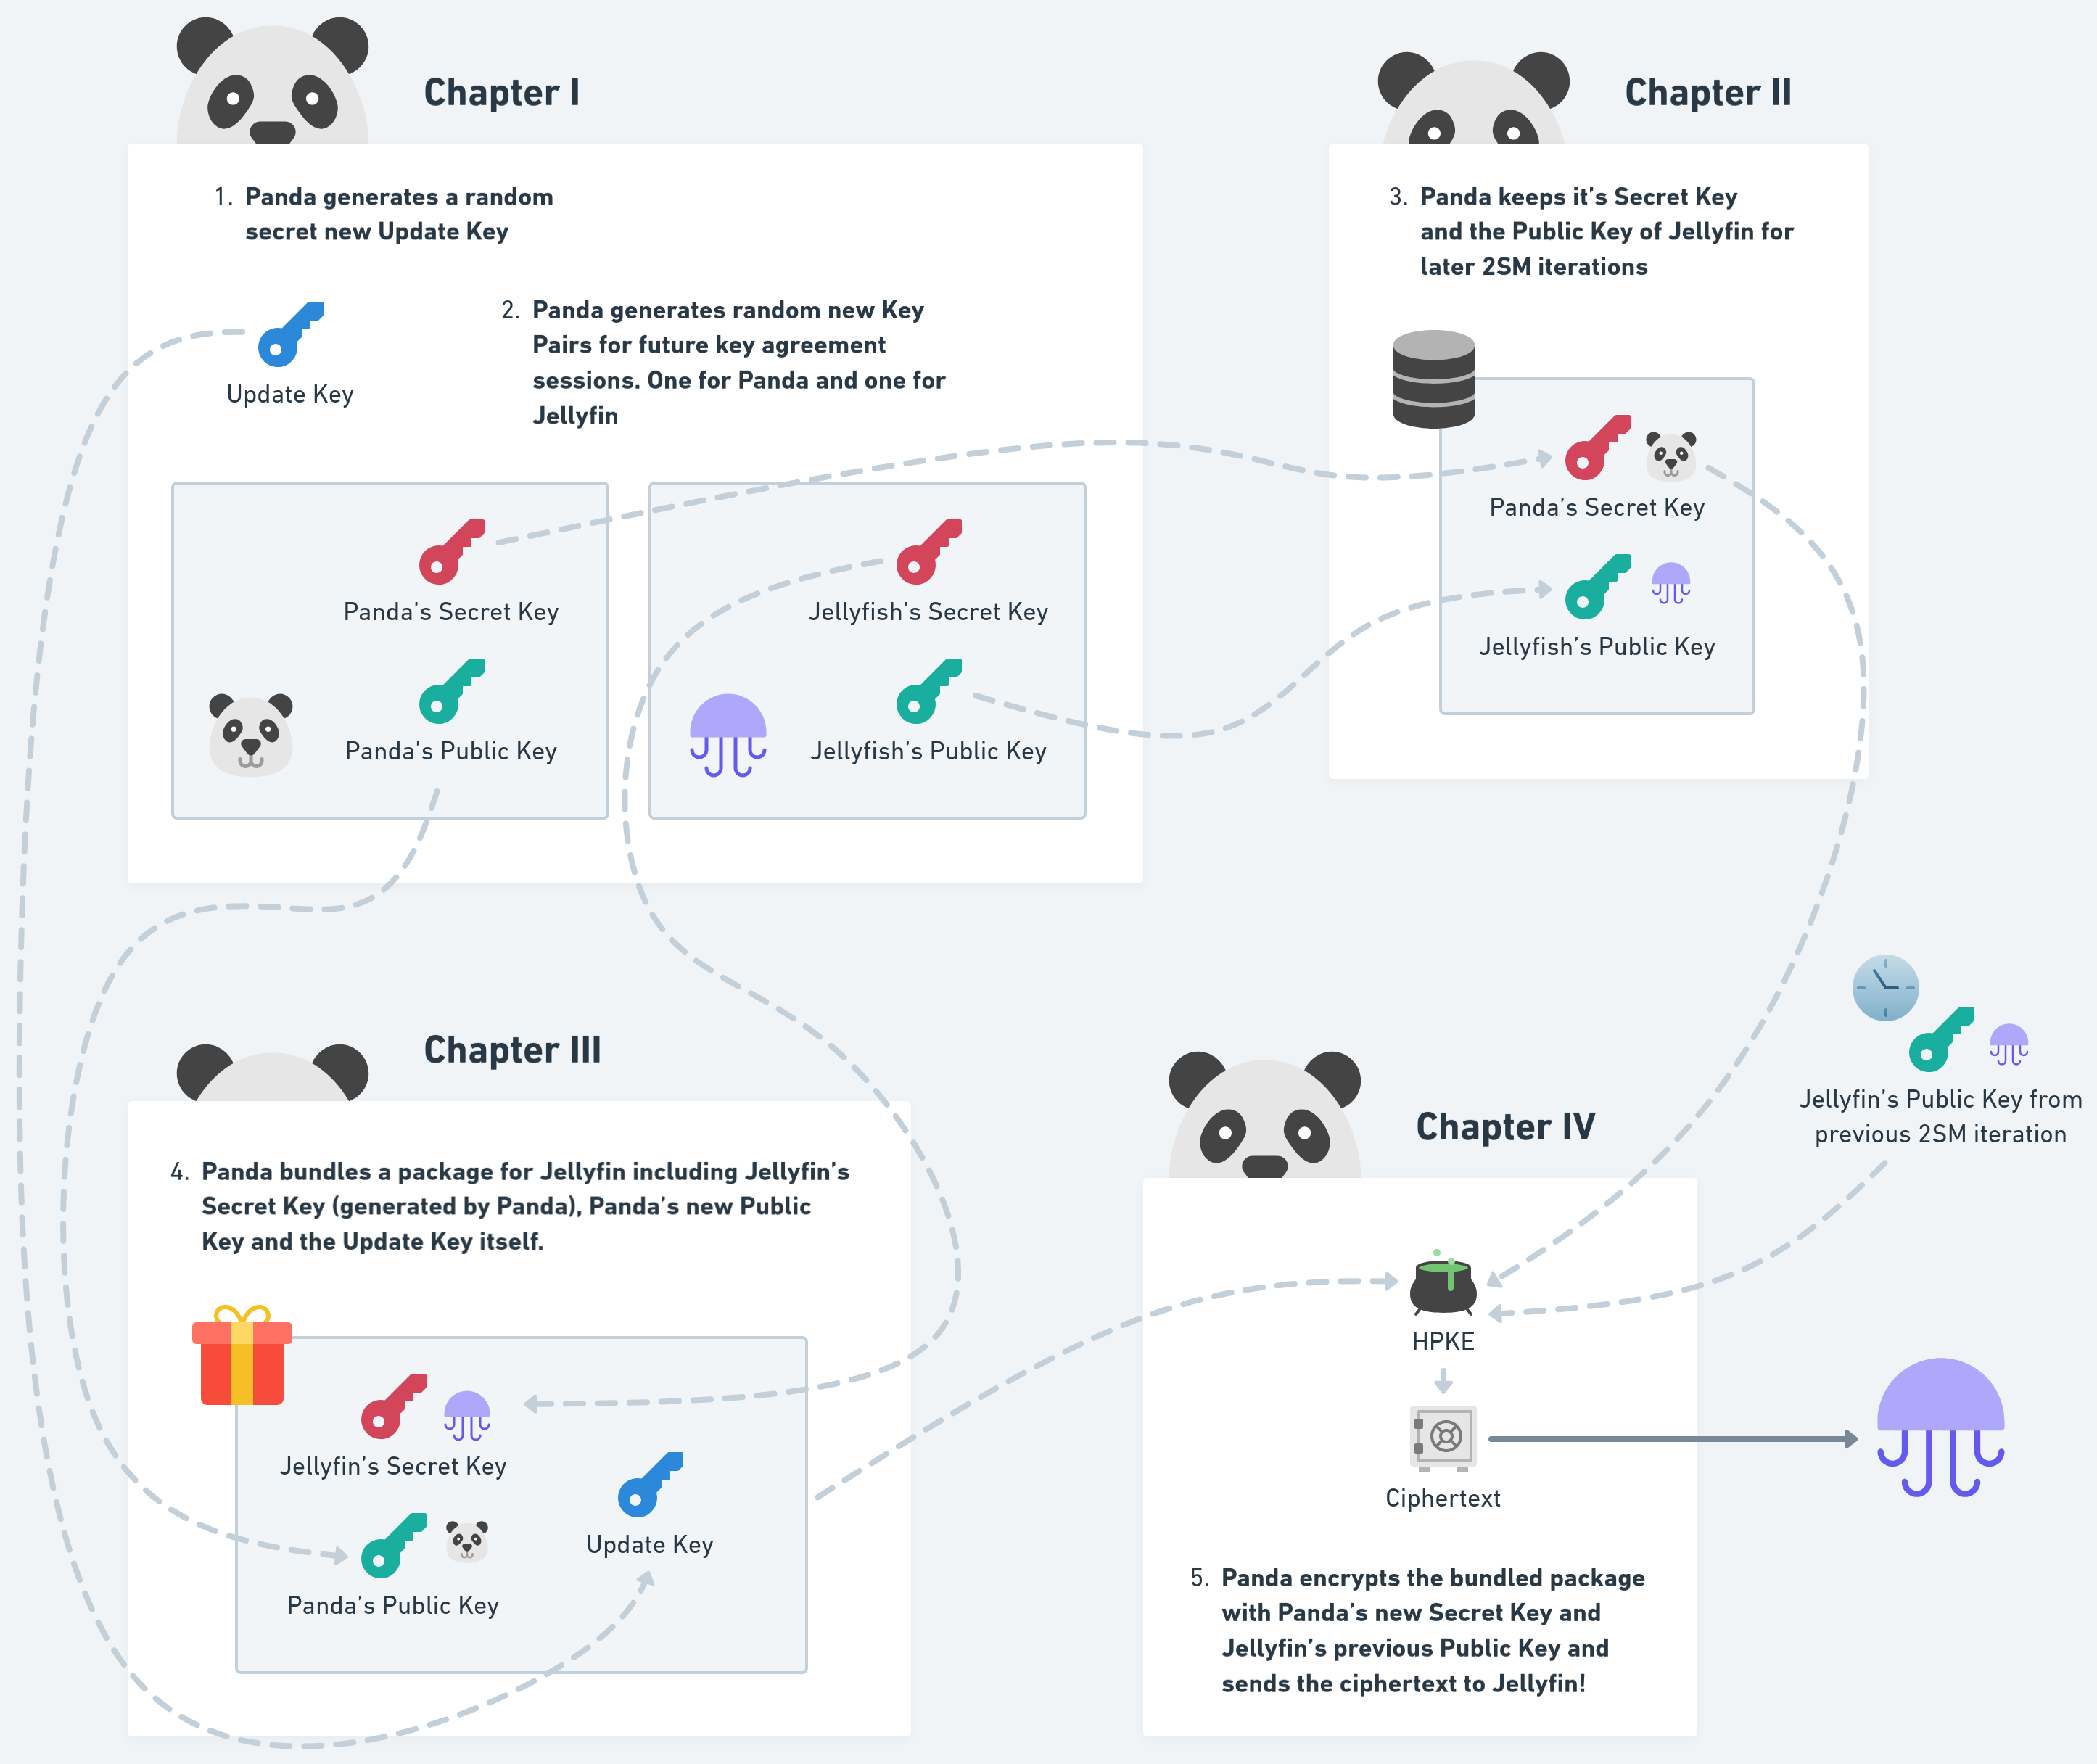 Chapter I
1. Panda generates a random
secret new Update Key
Update Key
2. Panda generates random new Key
Pairs for future key agreement
sessions. One for Panda and one for
Jellyfin
Panda's Secret Key
Panda's Public Key
Jellyfish's Secret Key
Jellyfish's Public Key
Chapter II
3. Panda keeps it's Secret Key
and the Public Key of Jellyfin for
later 2SM iterations
Panda's Secret Key
Jellyfish's Public Key
Chapter III
4. Panda bundles a package for Jellyfin including Jellyfin's
Secret Key (generated by Panda), Panda's new Public
Key and the Update Key itself.
Jellyfin's Secret Key
Panda's Public Key
Update Key
Chapter IV
Jellyfin's Public Key from
previous 2SM iteration
HPKE
Ciphertext
5. Panda encrypts the bundled package
with Panda's new Secret Key and
Jellyfin's previous Public Key and
sends the ciphertext to Jellyfin!